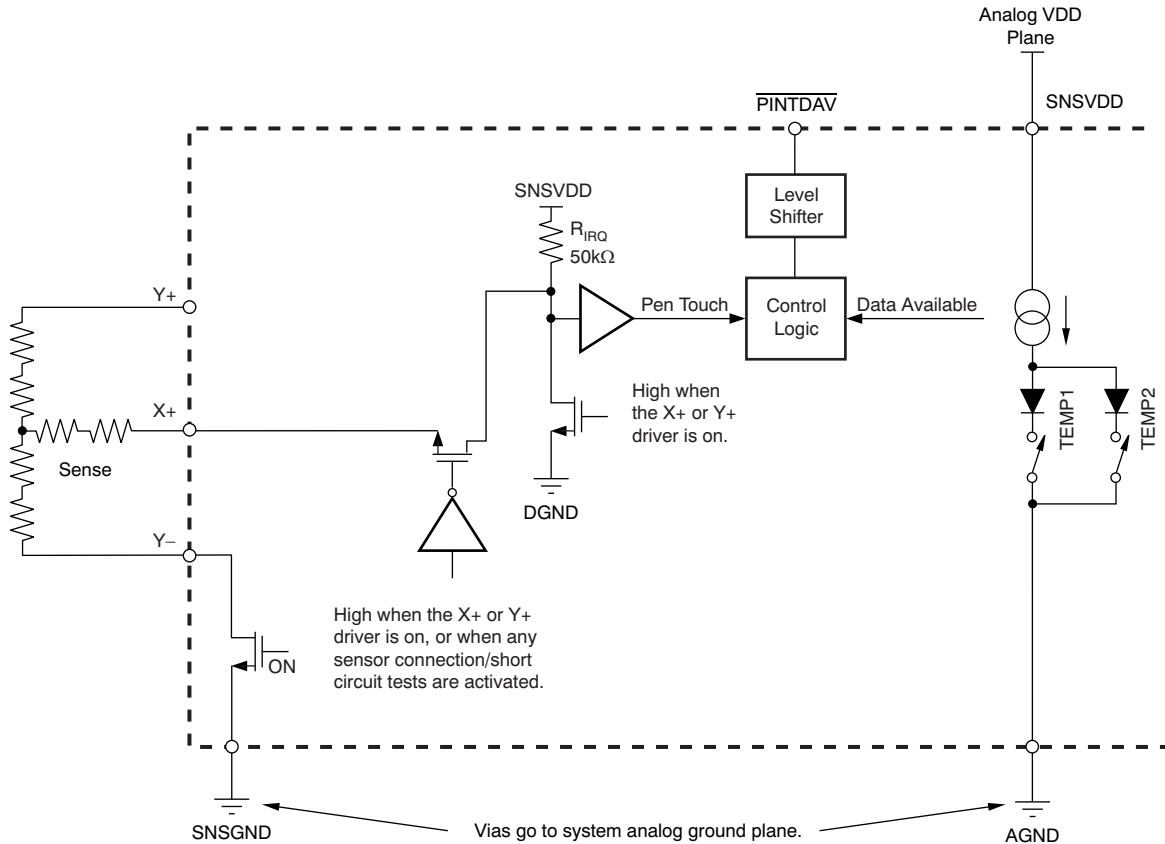 Analog VDD
Plane
PINTDAV
SNSVDD
SNSVDD
Level
Shifter
RIRQ
50kΩ
Y+
Pen Touch
Control
Logic
Data Available
High when
the X+ or Y+
driver is on.
TEMP1
TEMP2
X+
Sense
DGND
Y–
High when the X+ or Y+
driver is on, or when any
sensor connection/short
circuit tests are activated.
ON
SNSGND
Vias go to system analog ground plane.
AGND